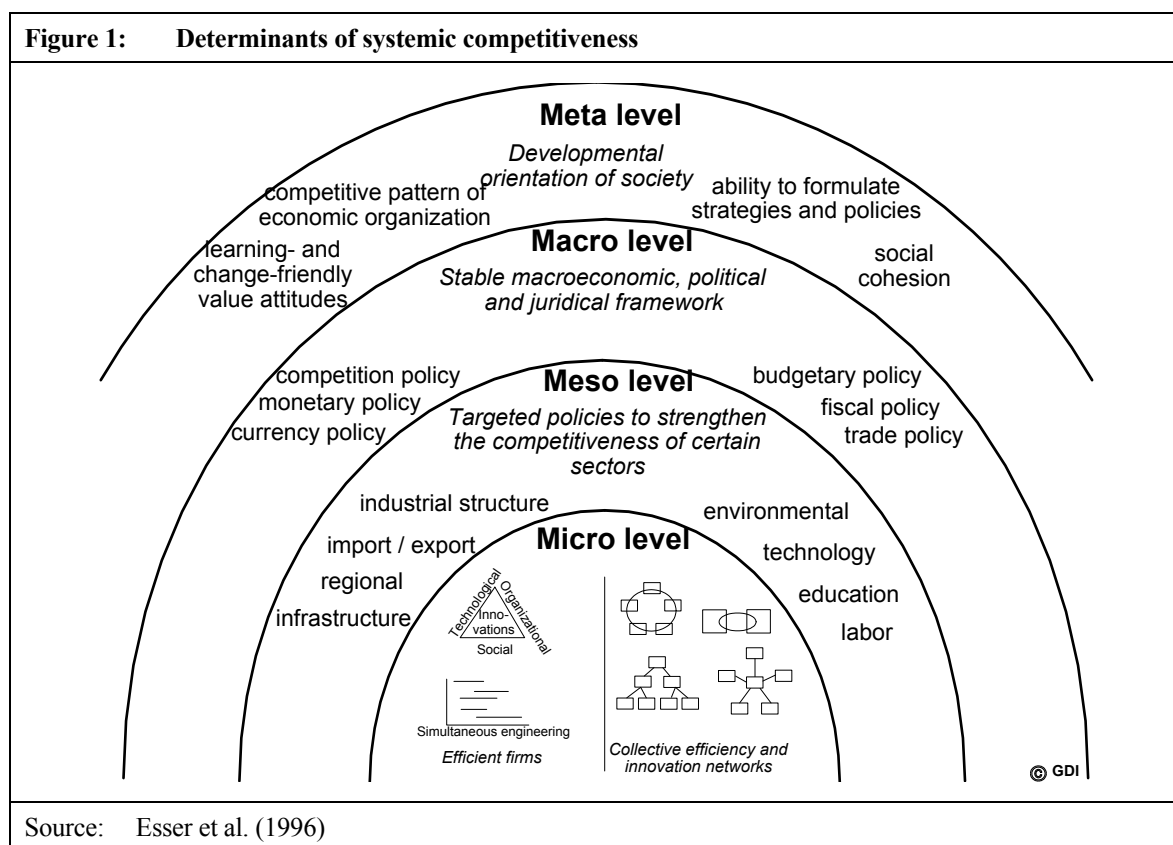 Figure 1: Determinants of systemic competitiveness
Meta level
Developmental
orientation of society
competitive pattern of
economic organization
ability to formulate
strategies and policies
learning- and
change-friendly
value attitudes
social
cohesion
Macro level
Stable macroeconomic, political
and juridical framework
competition policy
monetary policy
currency policy
budgetary policy
fiscal policy
trade policy
Meso level
Targeted policies to strengthen
the competitiveness of certain
sectors
industrial structure
import / export
regional
infrastructure
environmental
technology
education
labor
Micro level
Technological
Organizational
Inno-
vations
Social
Simultaneous engineering
Efficient firms
Collective efficiency and
innovation networks
© GDI
Source: Esser et al. (1996)